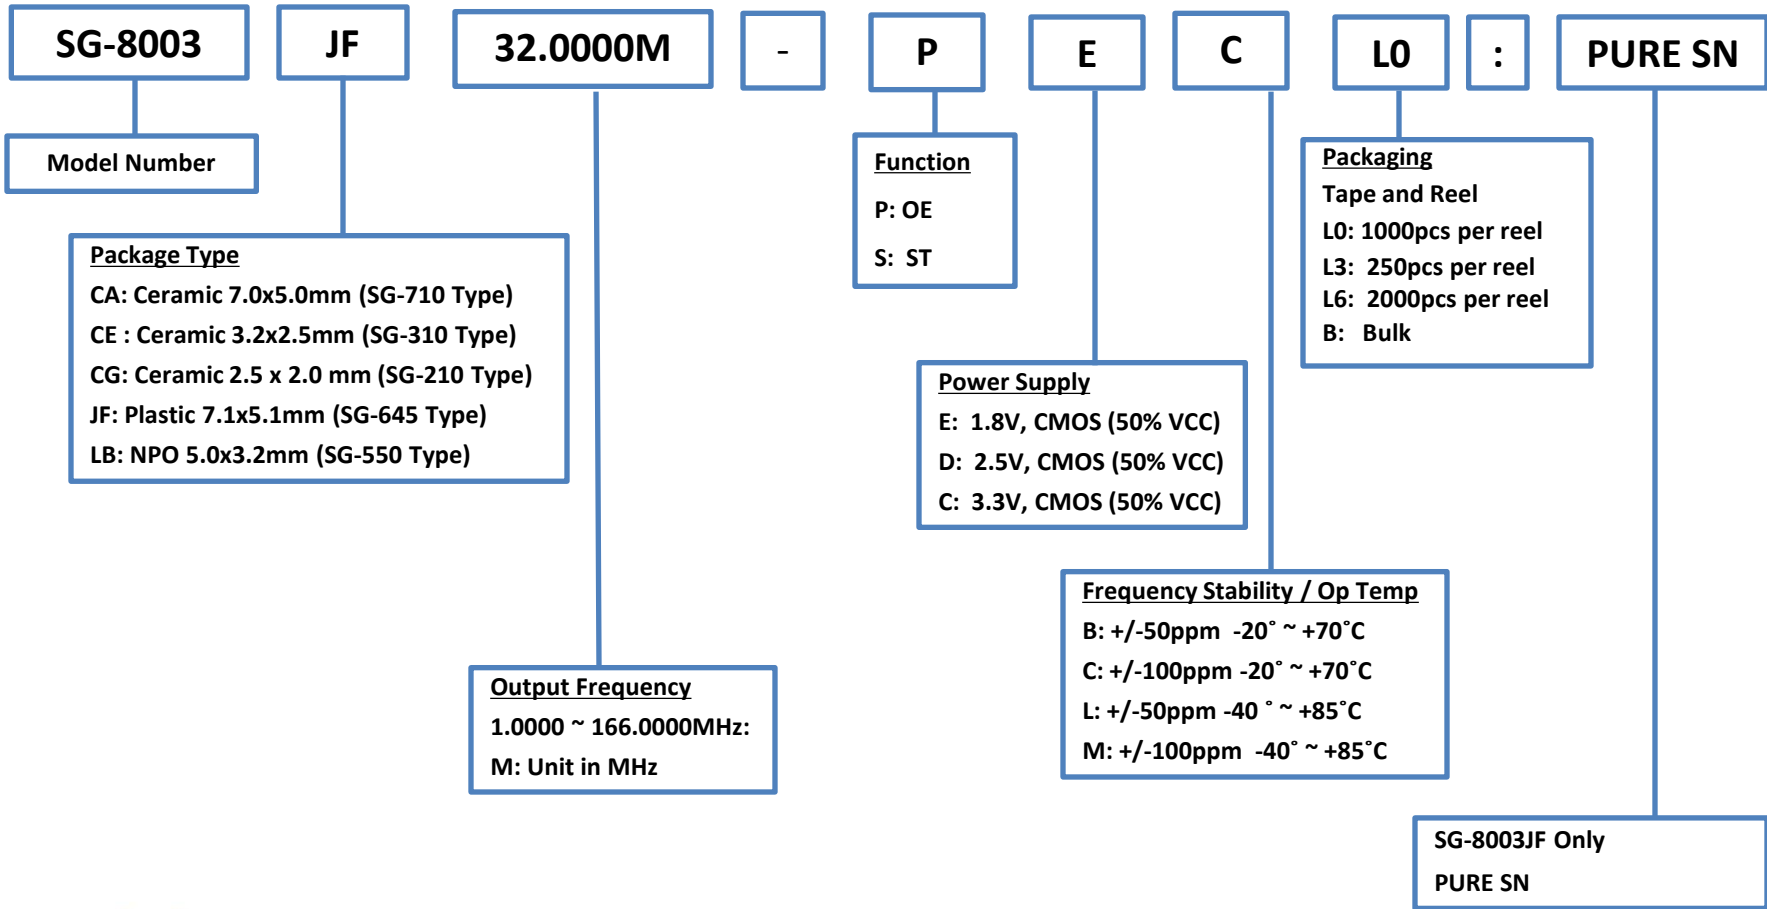 SG-8003 JF 32.0000M - P E C L0 : PURE SN
Model Number
Package Type
CA: Ceramic 7.0x5.0mm (SG-710 Type)
CE : Ceramic 3.2x2.5mm (SG-310 Type)
CG: Ceramic 2.5 x 2.0 mm (SG-210 Type)
JF: Plastic 7.1x5.1mm (SG-645 Type)
LB: NPO 5.0x3.2mm (SG-550 Type)
Output Frequency
1.0000 ~ 166.0000MHz:
M: Unit in MHz
Function
P: OE
S: ST
Power Supply
E: 1.8V, CMOS (50% VCC)
D: 2.5V, CMOS (50% VCC)
C: 3.3V, CMOS (50% VCC)
Frequency Stability / Op Temp
B: +/-50ppm -20˚ ~ +70˚C
C: +/-100ppm -20˚ ~ +70˚C
L: +/-50ppm -40 ˚ ~ +85˚C
M: +/-100ppm -40˚ ~ +85˚C
Packaging
Tape and Reel
L0: 1000pcs per reel
L3: 250pcs per reel
L6: 2000pcs per reel
B: Bulk
SG-8003JF Only
PURE SN